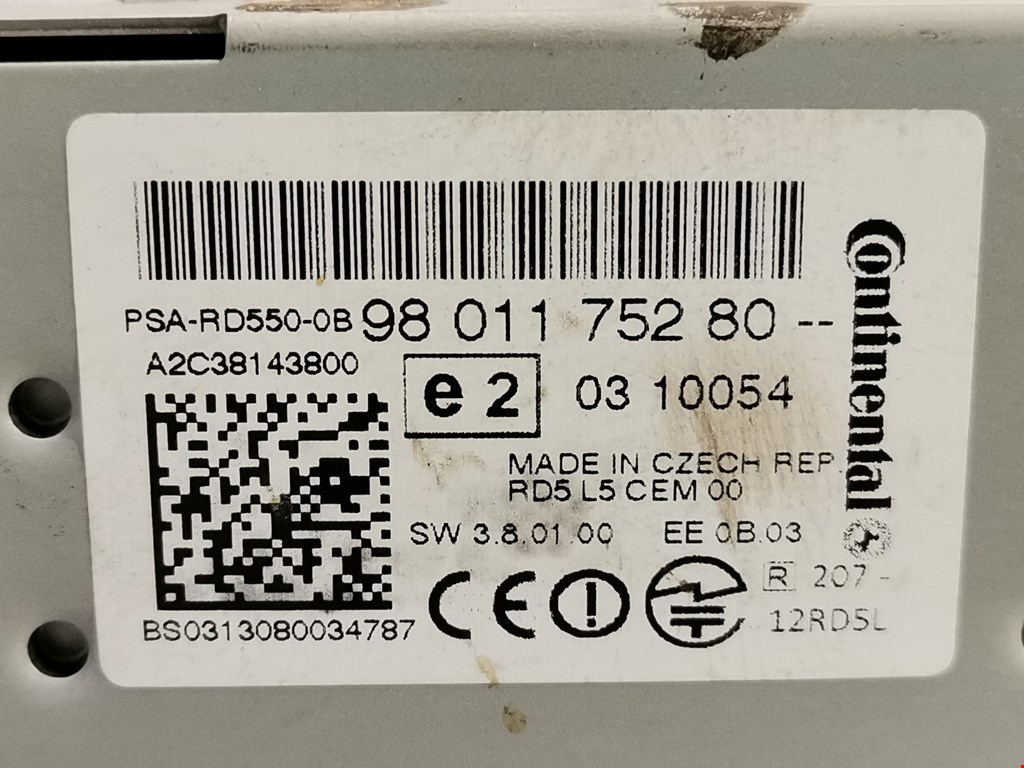 PSA-RD550-0B 98 011 752 80 --
A2C38143800
e 2 03 10054
MADE IN CZECH REP.
RD5 L5 CEM 00
SW 3.8.01.00 EE 0B.03
CE R 207-
12RD5L
BS0313080034787
Continental